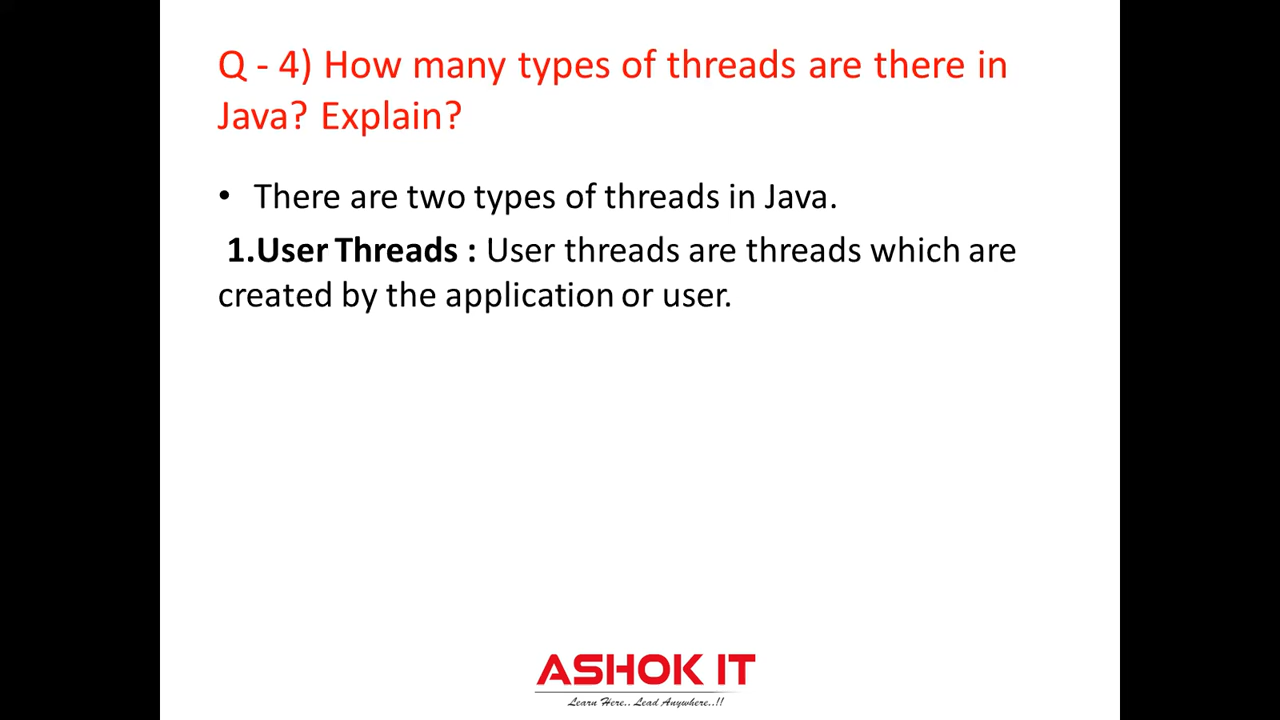 Q - 4) How many types of threads are there in
Java? Explain?
• There are two types of threads in Java.
1.User Threads : User threads are threads which are
created by the application or user.
ASHOK IT
Learn Here.. Lead Anywhere..!!